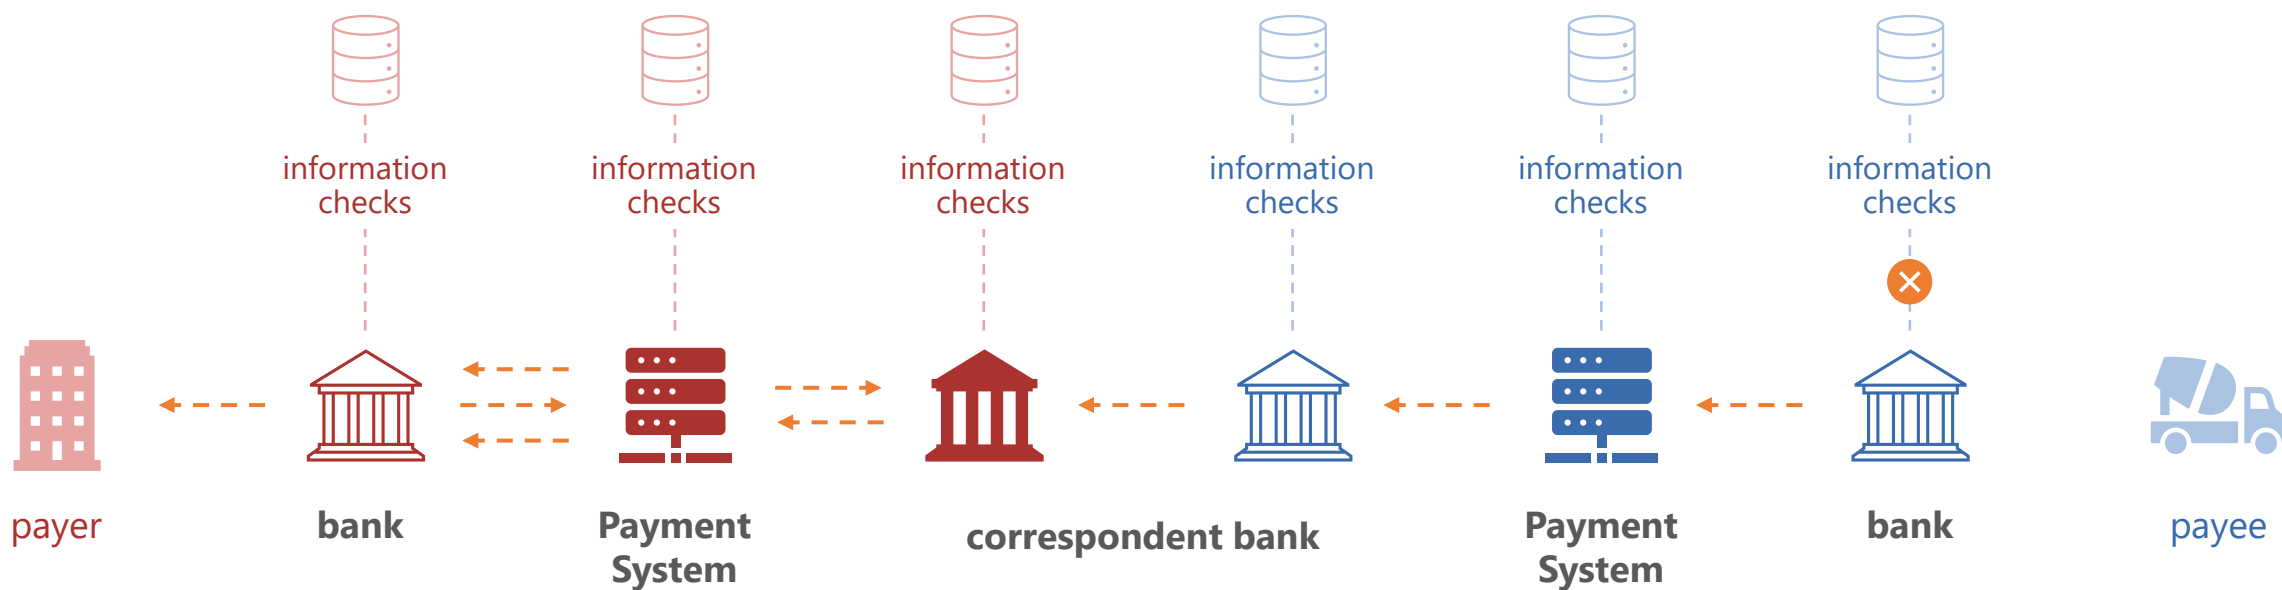 information
checks
information
checks
information
checks
information
checks
information
checks
information
checks
payer
bank
Payment
System
correspondent bank
Payment
System
bank
payee